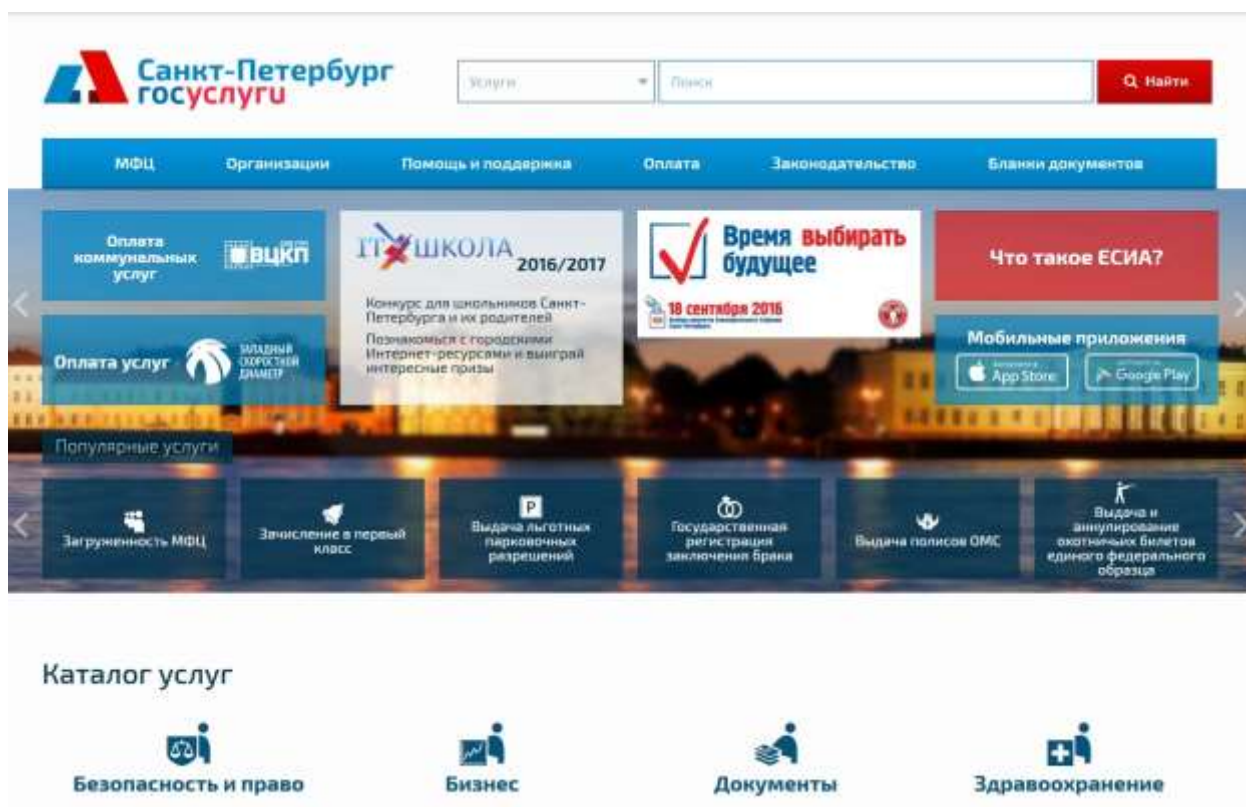 Санкт-Петербург
госуслуги
Услуги
Поиск
Найти
МФЦ
Организации
Помощь и поддержка
Оплата
Законодательство
Бланки документов
Оплата
коммунальных
услуг
ВЦКП
IT ШКОЛА
2016/2017
Конкурс для школьников Санкт-
Петербурга и их родителей
Познакомься с городскими
Интернет-ресурсами и выиграй
интересные призы
Время выбирать
будущее
18 сентября 2016
Что такое ЕСИА?
Оплата услуг
ЗАПАДНЫЙ
СКОРОСТНОЙ
ДИАМЕТР
Мобильные приложения
App Store
Google Play
Популярные услуги
Загруженность МФЦ
Зачисление в первый
класс
P
Выдача льготных
парковочных
разрешений
Государственная
регистрация
заключения брака
Выдача полисов ОМС
Выдача и
аннулирование
охотничьих билетов
единого федерального
образца
Каталог услуг
Безопасность и право
Бизнес
Документы
Здравоохранение